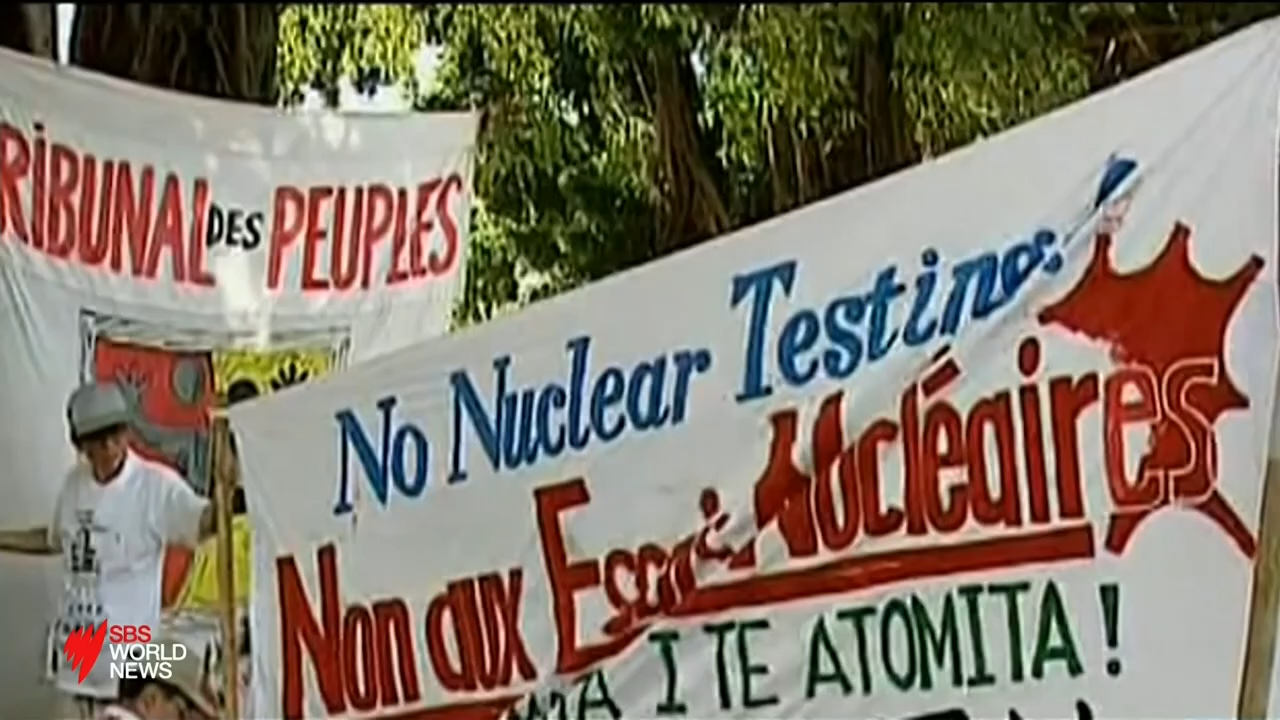 RIBUNAL DES PEUPLES
No Nuclear Testing
Non aux Essais Nucléaires
I TE ATOMITA !
SBS
WORLD
NEWS